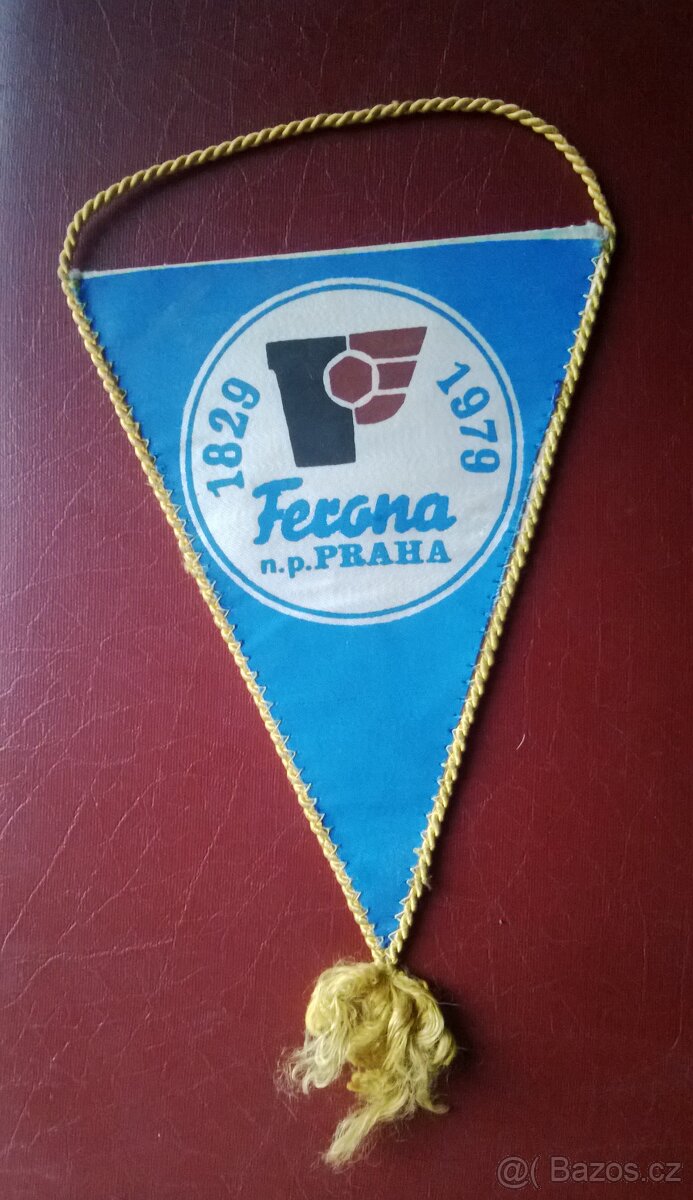 1829
1979
Ferona
n.p. PRAHA
@( Bazos.cz